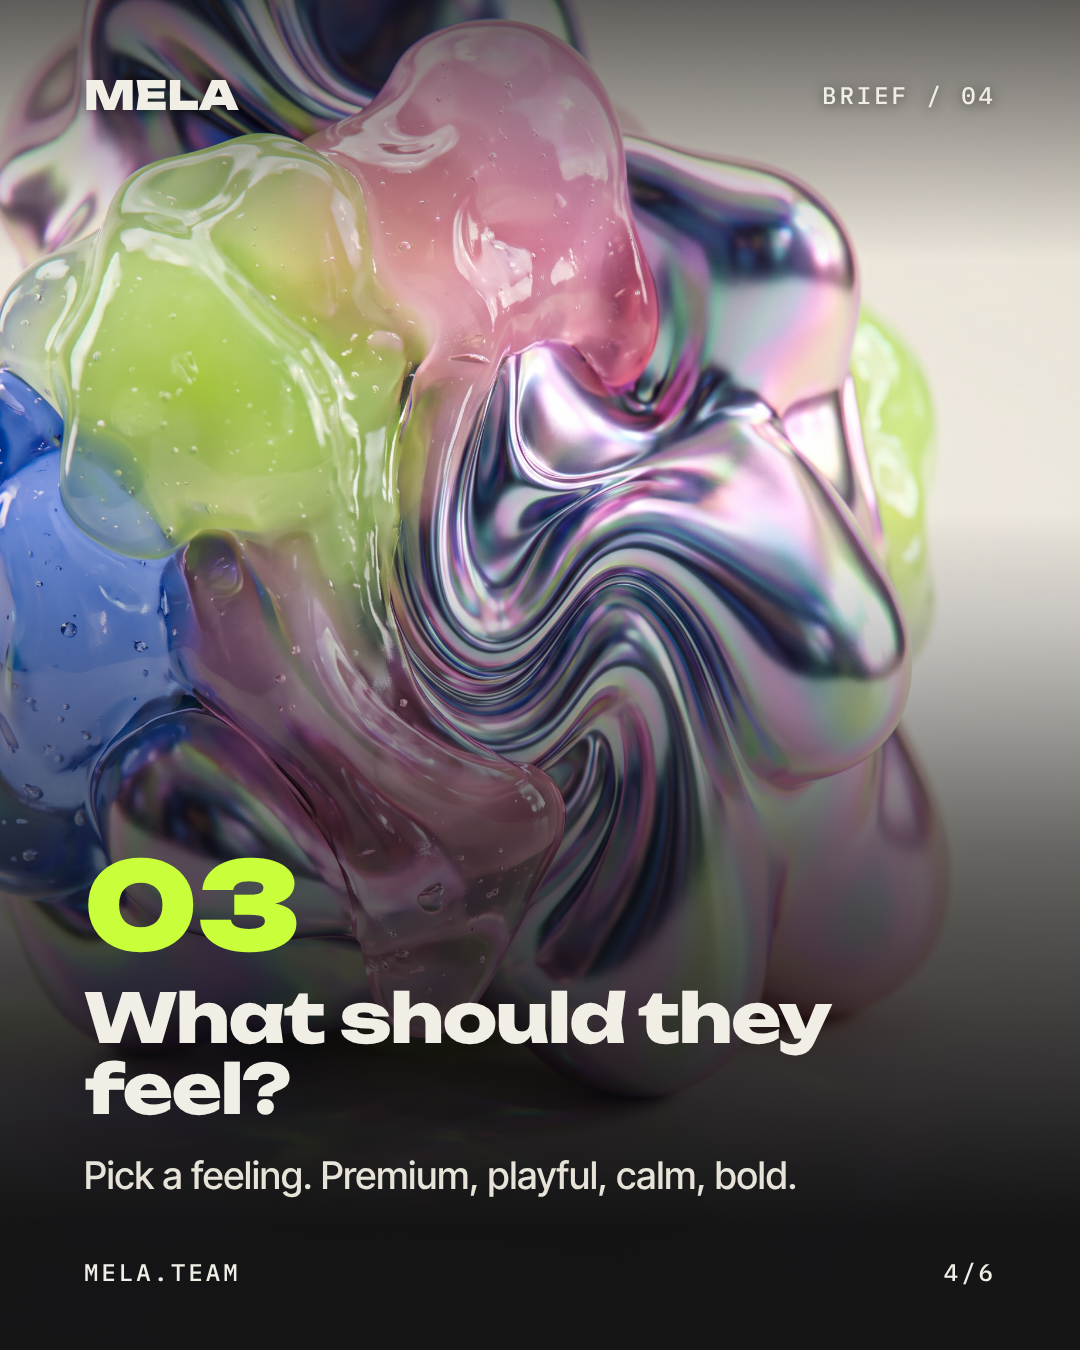 MELA
BRIEF / 04
03
What should they
feel?
Pick a feeling. Premium, playful, calm, bold.
MELA.TEAM
4/6